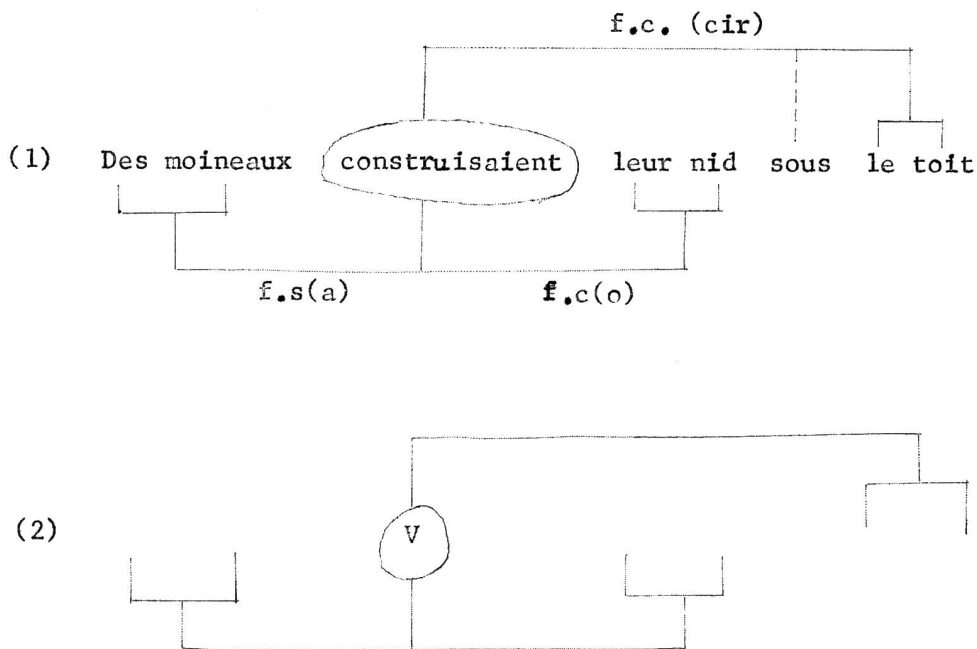 f.c. (cir)
(1) Des moineaux construisaient leur nid sous le toit
f.s(a) f.c(o)
(2) V